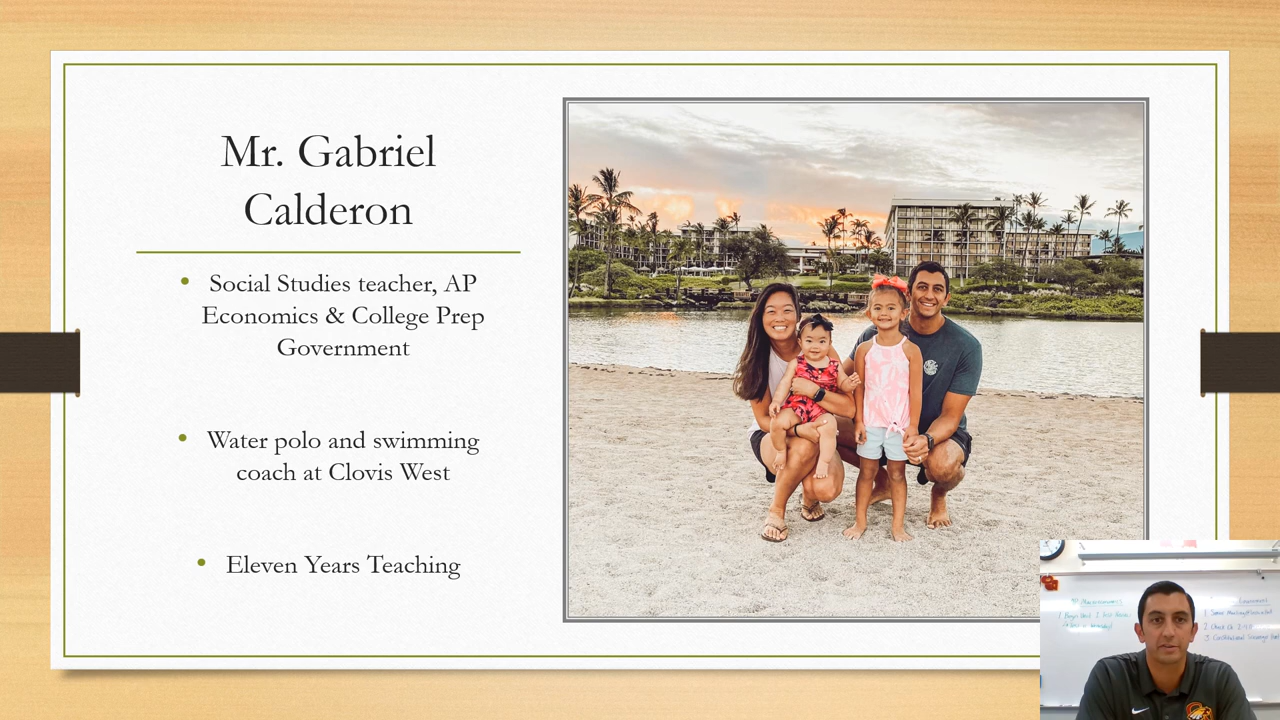 Mr. Gabriel
Calderon
• Social Studies teacher, AP
Economics & College Prep
Government
• Water polo and swimming
coach at Clovis West
• Eleven Years Teaching